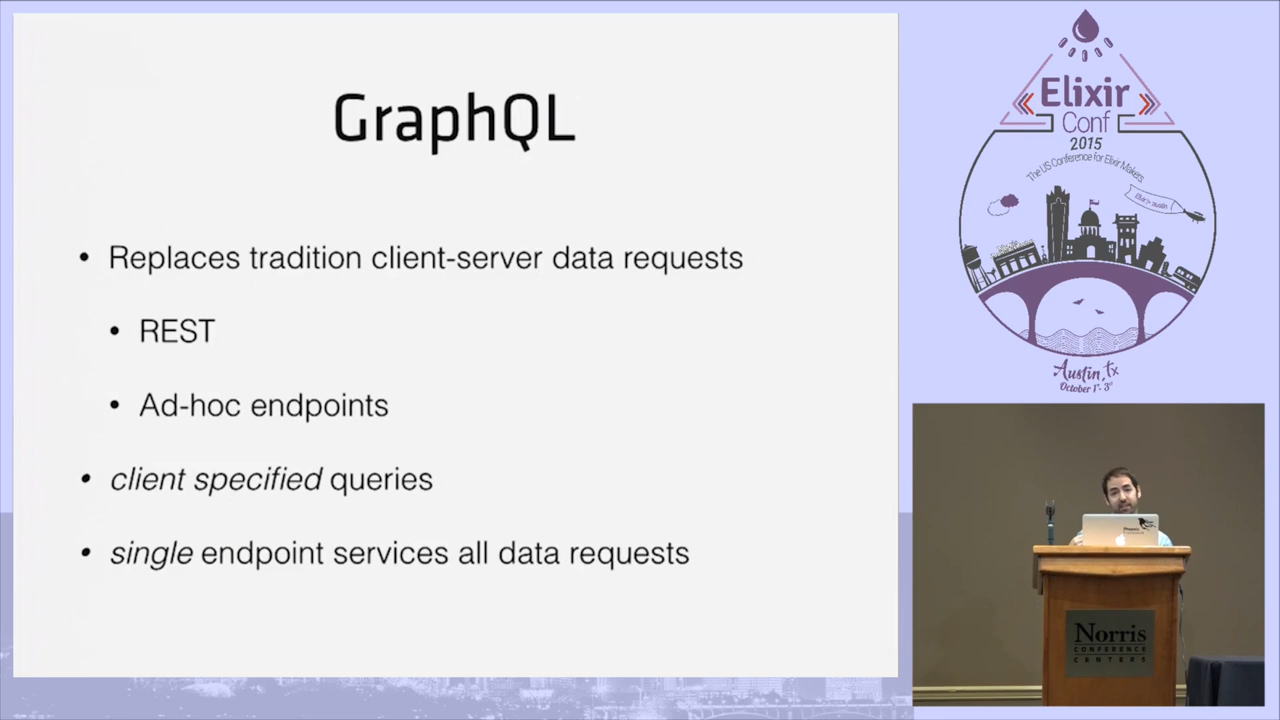 GraphQL
• Replaces tradition client-server data requests
• REST
• Ad-hoc endpoints
• client specified queries
• single endpoint services all data requests
Elixir
Conf
2015
The US Conference for Elixir Makers
Austin, TX
October 1st - 3rd
Phoenix
Norris
CONFERENCE
CENTERS